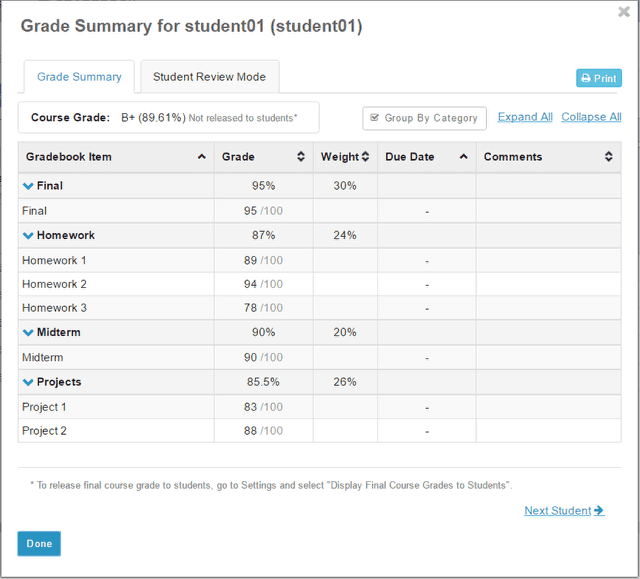 Grade Summary for student01 (student01)
Grade Summary Student Review Mode Print
Course Grade: B+ (89.61%) Not released to students* Group By Category Expand All Collapse All
Gradebook Item Grade Weight Due Date Comments
Final 95% 30%
Final 95 /100 -
Homework 87% 24%
Homework 1 89 /100 -
Homework 2 94 /100 -
Homework 3 78 /100 -
Midterm 90% 20%
Midterm 90 /100 -
Projects 85.5% 26%
Project 1 83 /100 -
Project 2 88 /100 -
* To release final course grade to students, go to Settings and select "Display Final Course Grades to Students".
Next Student
Done